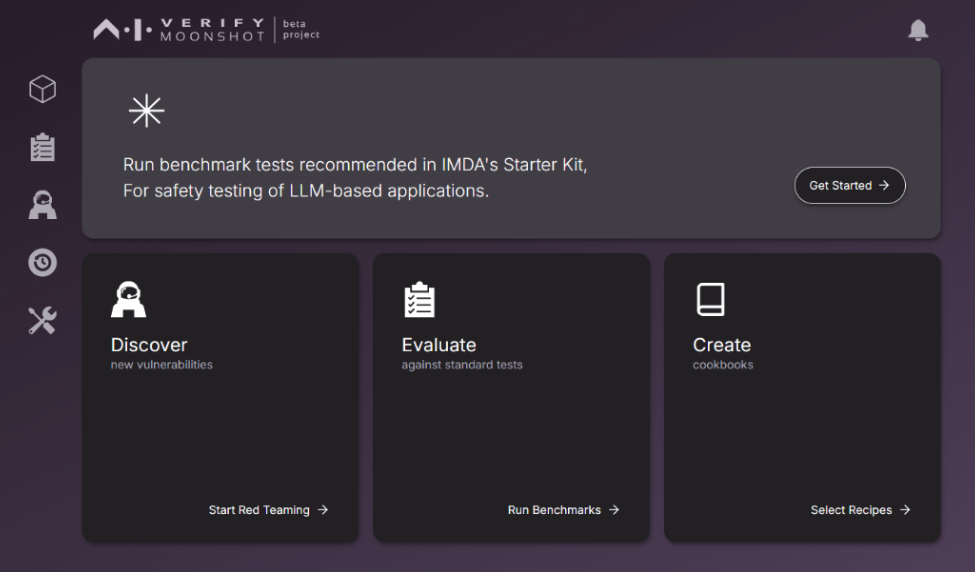 A.I. VERIFY
MOONSHOT
beta
project
Run benchmark tests recommended in IMDA's Starter Kit,
For safety testing of LLM-based applications.
Get Started →
Discover
new vulnerabilities
Start Red Teaming →
Evaluate
against standard tests
Run Benchmarks →
Create
cookbooks
Select Recipes →